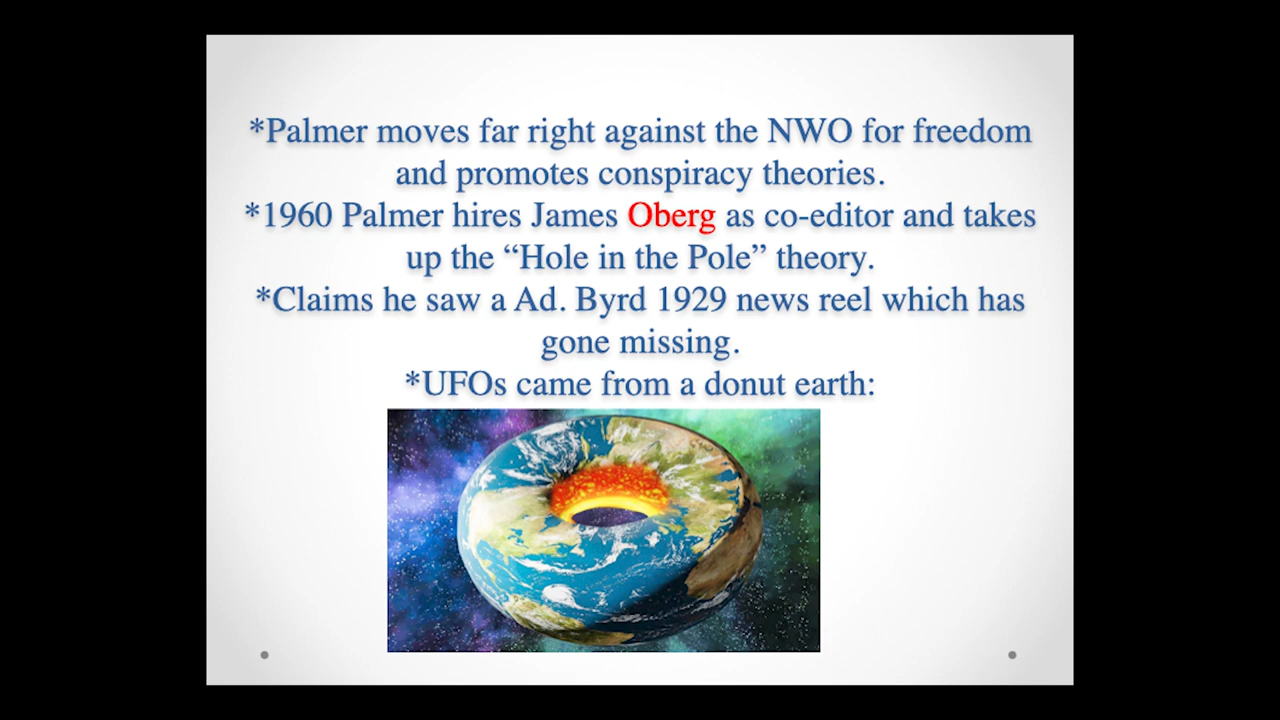 *Palmer moves far right against the NWO for freedom
and promotes conspiracy theories.
*1960 Palmer hires James Oberg as co-editor and takes
up the “Hole in the Pole” theory.
*Claims he saw a Ad. Byrd 1929 news reel which has
gone missing.
*UFOs came from a donut earth: